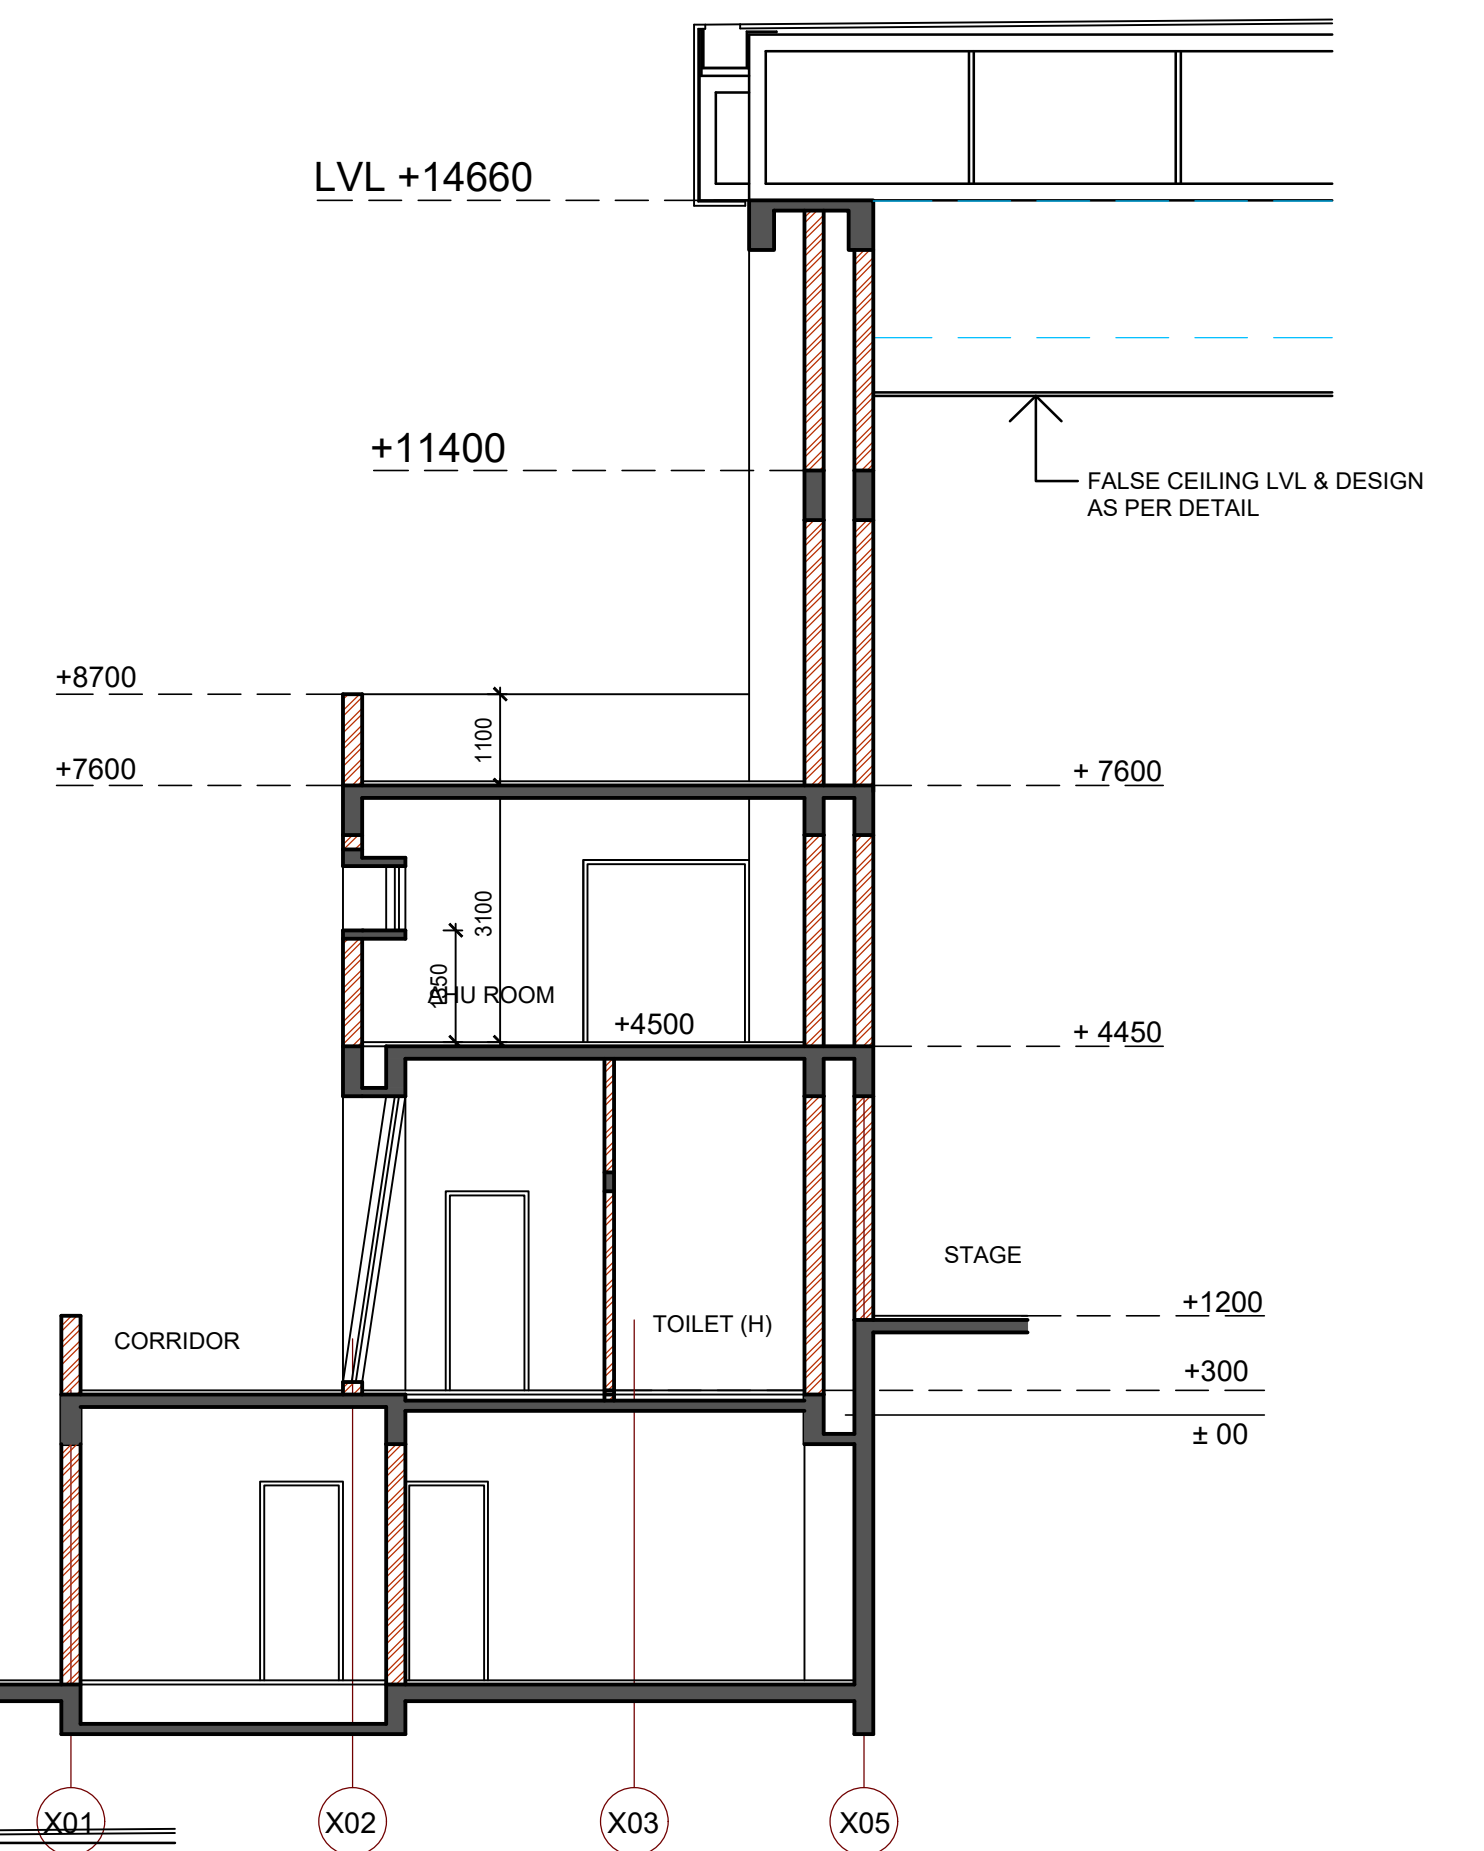 LVL +14660
+11400
FALSE CEILING LVL & DESIGN
AS PER DETAIL
+8700
1100
+7600
+ 7600
3100
AHU ROOM
+4500
+ 4450
STAGE
+1200
TOILET (H)
CORRIDOR
+300
± 00
X01
X02
X03
X05